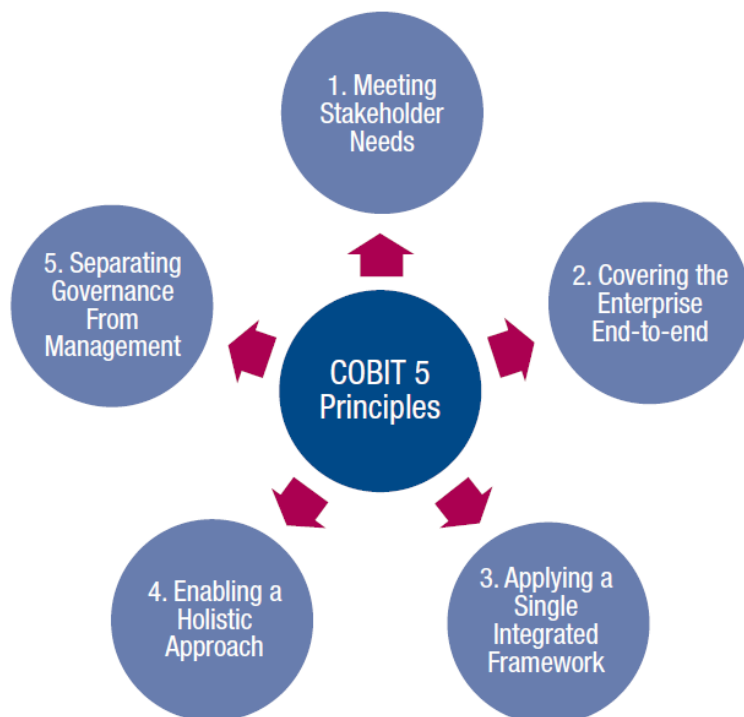 1. Meeting
Stakeholder
Needs
5. Separating
Governance
From
Management
2. Covering the
Enterprise
End-to-end
COBIT 5
Principles
4. Enabling a
Holistic
Approach
3. Applying a
Single
Integrated
Framework